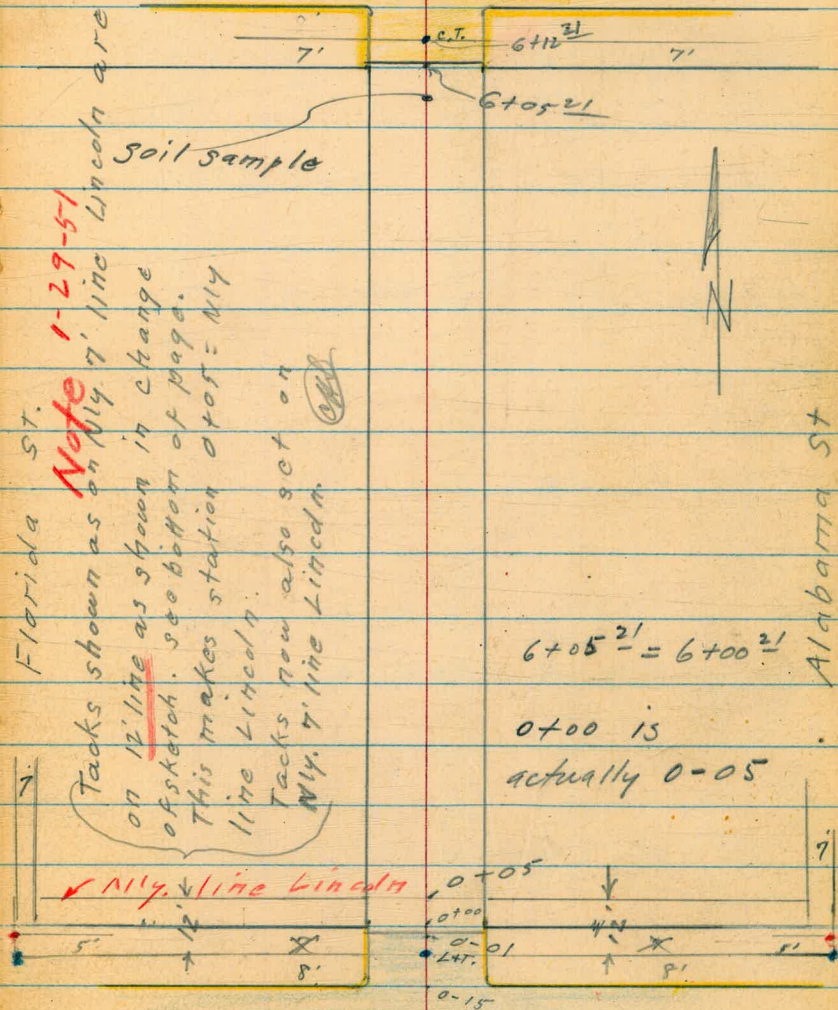 C.T.
6+12 21
7'
7'
6+05 21
soil sample
N
Florida St.
Note 1-29-51
Tacks shown as on Nly 7' line Lincoln are
on 12' line as shown in change
of sketch. see bottom of page.
This makes station 0+05 = Nly
line Lincoln.
Tacks now also set on
Nly. 7' line Lincoln.
Alabama St.
6+05 21 = 6+00 21
0+00 is
actually 0-05
7'
7'
Nly. line Lincoln
0+05
0+00
12'
0-01
L&T.
5'
8'
8'
5'
0-15